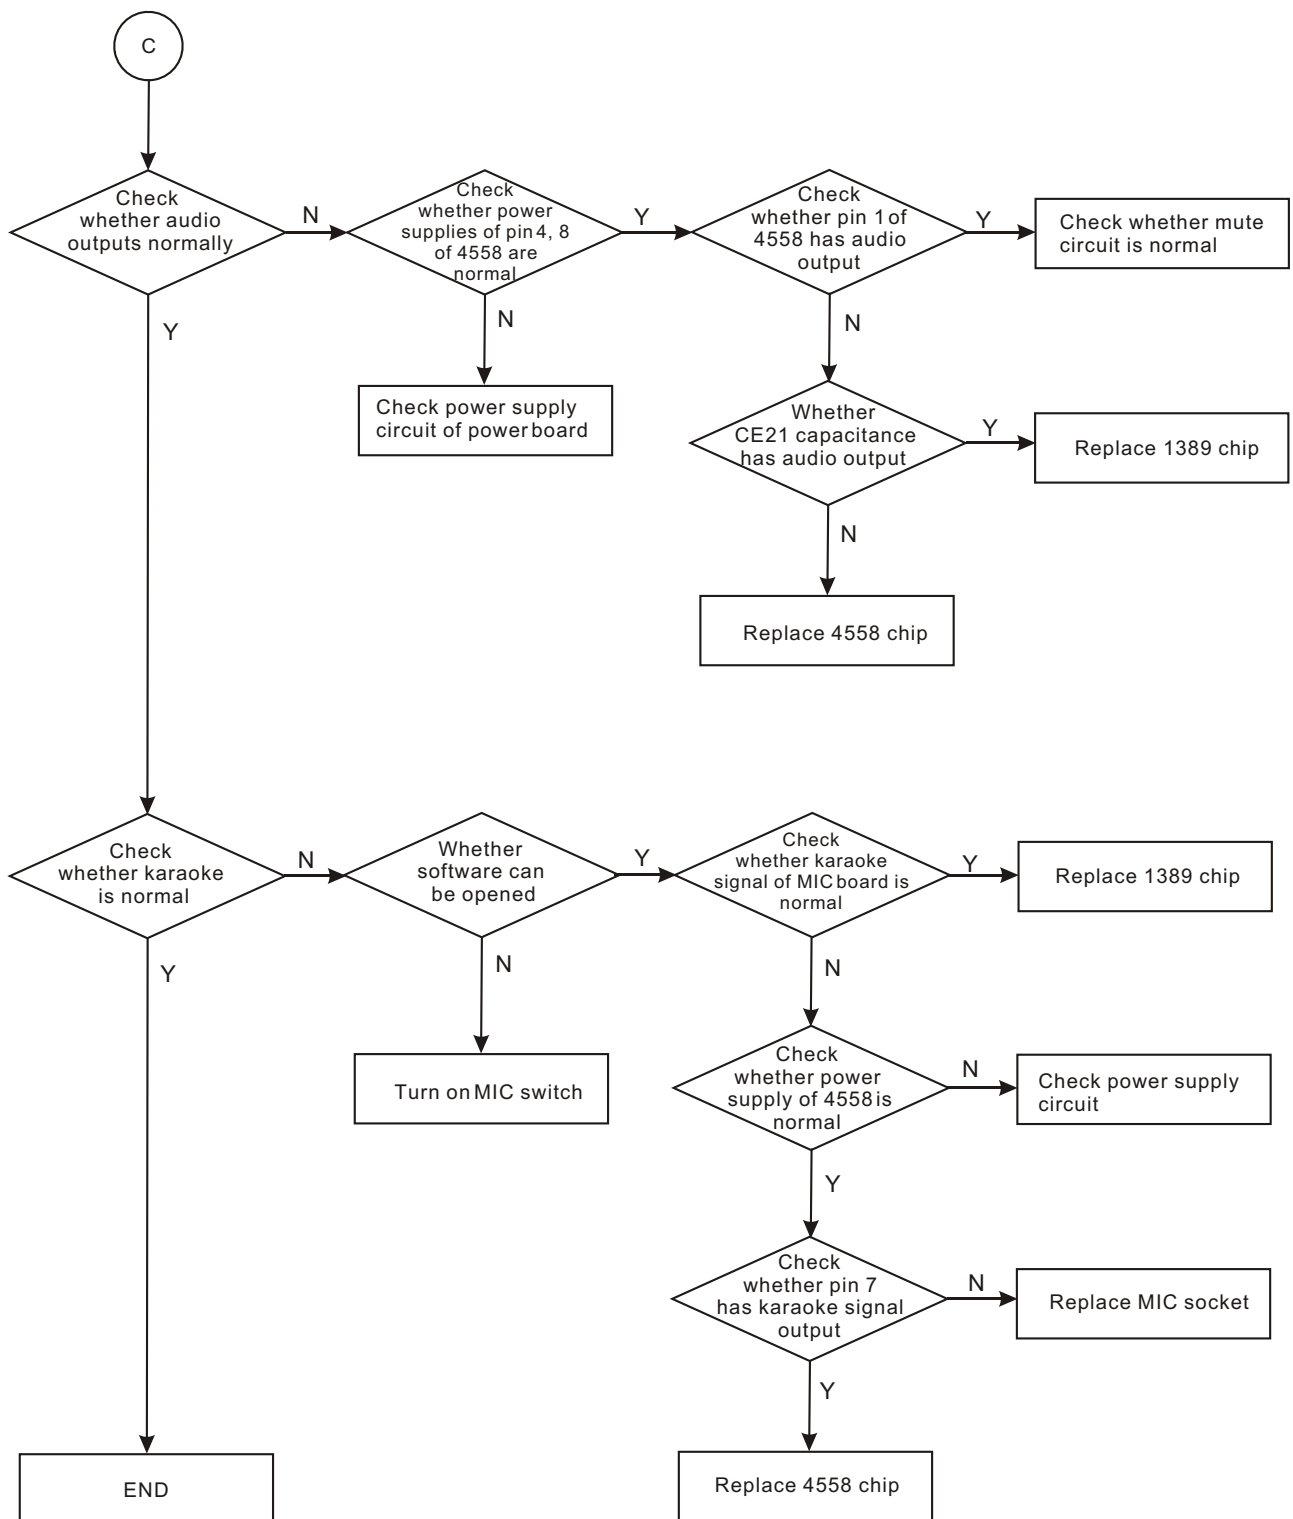 C
Check
whether audio
outputs normally
N
Check
whether power
supplies of pin 4, 8
of 4558 are
normal
Y
Check
whether pin 1 of
4558 has audio
output
Y
Check whether mute
circuit is normal
Y
N
Check power supply
circuit of power board
N
Whether
CE21 capacitance
has audio output
Y
Replace 1389 chip
N
Replace 4558 chip
Check
whether karaoke
is normal
N
Whether
software can
be opened
Y
Check
whether karaoke
signal of MIC board is
normal
Y
Replace 1389 chip
Y
N
Turn on MIC switch
N
Check
whether power
supply of 4558 is
normal
N
Check power supply
circuit
Y
Check
whether pin 7
has karaoke signal
output
N
Replace MIC socket
Y
Replace 4558 chip
END